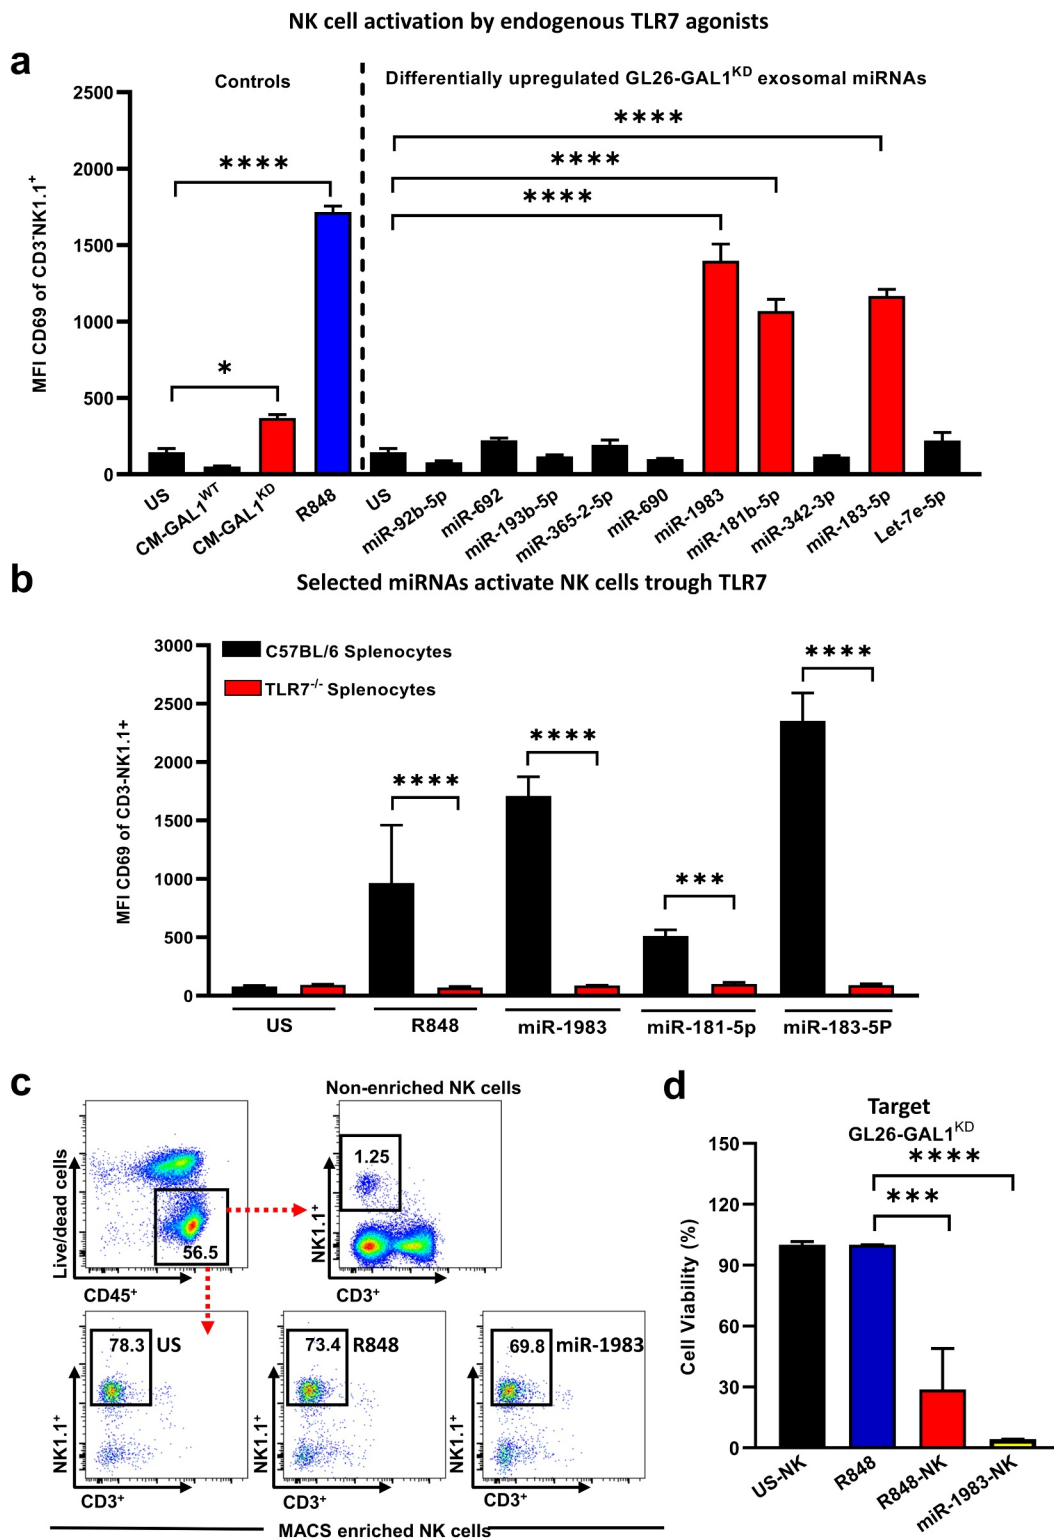 NK cell activation by endogenous TLR7 agonists
a
Controls
Differentially upregulated GL26-GAL1KD exosomal miRNAs
MFI CD69 of CD3-NK1.1+
2500
2000
1500
1000
500
0
****
*
****
****
****
US
CM-GAL1WT
CM-GAL1KD
R848
US
miR-92b-5p
miR-692
miR-193b-5p
miR-365-2-5p
miR-690
miR-1983
miR-181b-5p
miR-342-3p
miR-183-5p
Let-7e-5p
b
Selected miRNAs activate NK cells trough TLR7
MFI CD69 of CD3-NK1.1+
3000
2500
2000
1500
1000
500
0
C57BL/6 Splenocytes
TLR7-/- Splenocytes
****
****
***
****
US
R848
miR-1983
miR-181-5p
miR-183-5P
c
Non-enriched NK cells
Live/dead cells
56.5
CD45+
1.25
NK1.1+
CD3+
78.3
US
NK1.1+
CD3+
73.4
R848
NK1.1+
CD3+
69.8
miR-1983
NK1.1+
CD3+
MACS enriched NK cells
d
Target
GL26-GAL1KD
Cell Viability (%)
150
120
90
60
30
0
****
***
US-NK
R848
R848-NK
miR-1983-NK